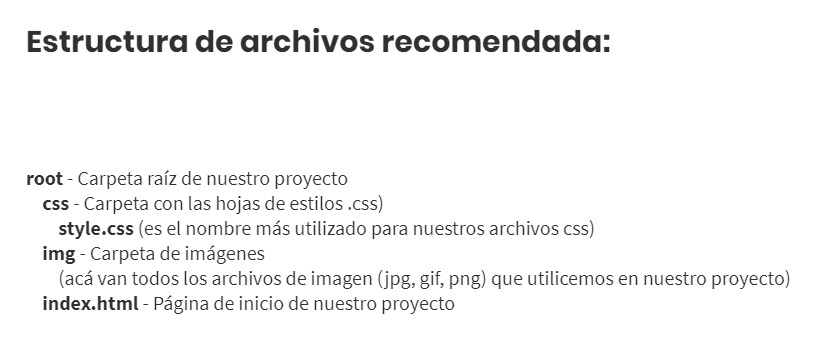 Estructura de archivos recomendada:
root - Carpeta raíz de nuestro proyecto
css - Carpeta con las hojas de estilos .css)
style.css (es el nombre más utilizado para nuestros archivos css)
img - Carpeta de imágenes
(acá van todos los archivos de imagen (jpg, gif, png) que utilicemos en nuestro proyecto)
index.html - Página de inicio de nuestro proyecto